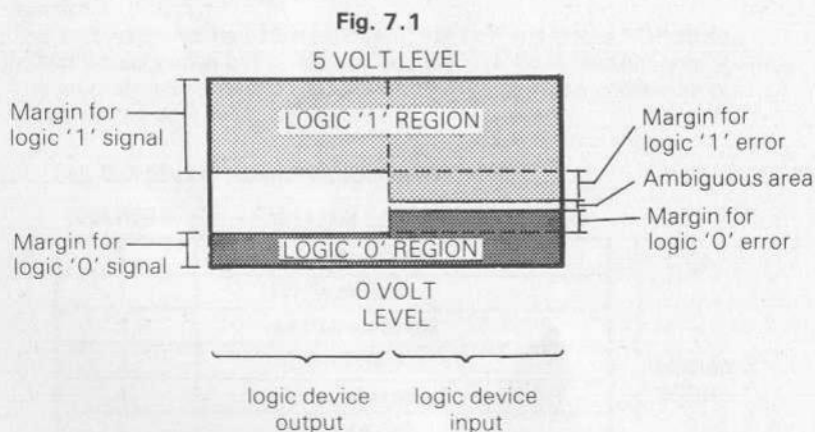 Fig. 7.1
5 VOLT LEVEL
Margin for
logic '1' signal
LOGIC '1' REGION
Margin for
logic '1' error
Ambiguous area
Margin for
logic '0' error
Margin for
logic '0' signal
LOGIC '0' REGION
0 VOLT
LEVEL
logic device
output
logic device
input